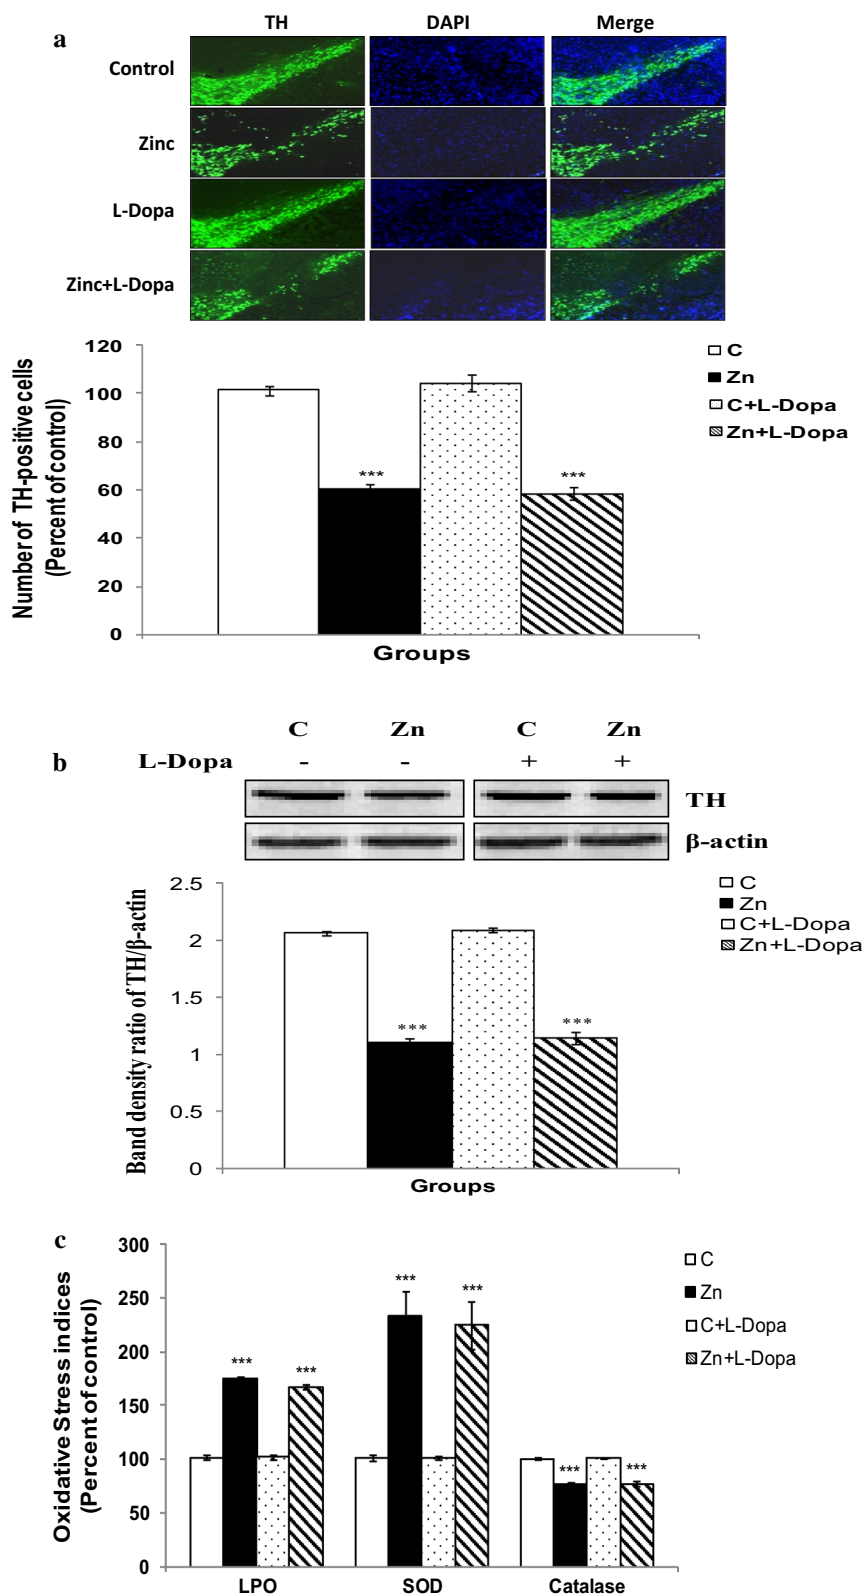 a
TH DAPI Merge
Control
Zinc
L-Dopa
Zinc+L-Dopa
Number of TH-positive cells
(Percent of control)
120
100
80
60
40
20
0
***
***
Groups
C
Zn
C+L-Dopa
Zn+L-Dopa
b
C Zn C Zn
L-Dopa - - + +
TH
β-actin
Band density ratio of TH/β-actin
2.5
2
1.5
1
0.5
0
***
***
Groups
C
Zn
C+L-Dopa
Zn+L-Dopa
c
Oxidative Stress indices
(Percent of control)
300
250
200
150
100
50
0
*** ***
*** ***
*** ***
LPO SOD Catalase
C
Zn
C+L-Dopa
Zn+L-Dopa